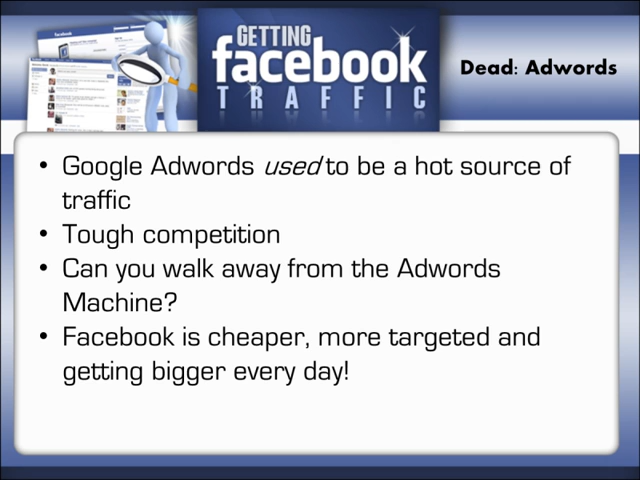 GETTING
facebook
TRAFFIC
Dead: Adwords
• Google Adwords used to be a hot source of
traffic
• Tough competition
• Can you walk away from the Adwords
Machine?
• Facebook is cheaper, more targeted and
getting bigger every day!